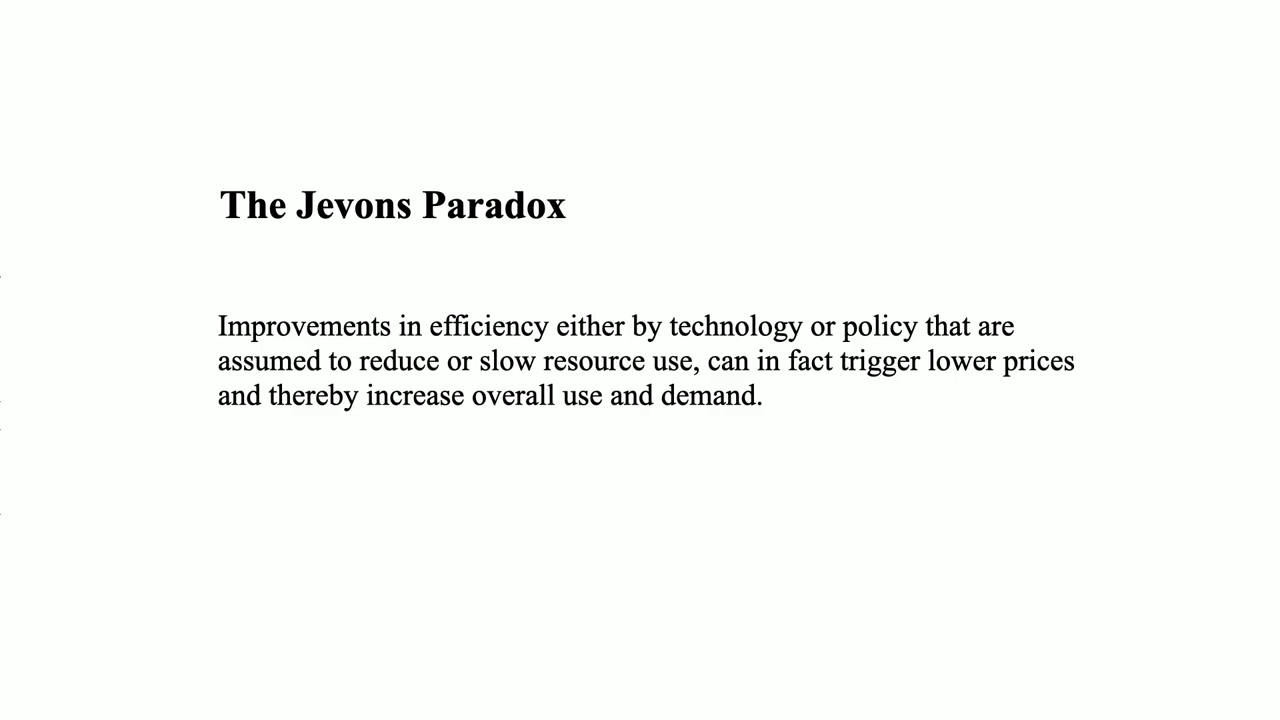 The Jevons Paradox
Improvements in efficiency either by technology or policy that are
assumed to reduce or slow resource use, can in fact trigger lower prices
and thereby increase overall use and demand.